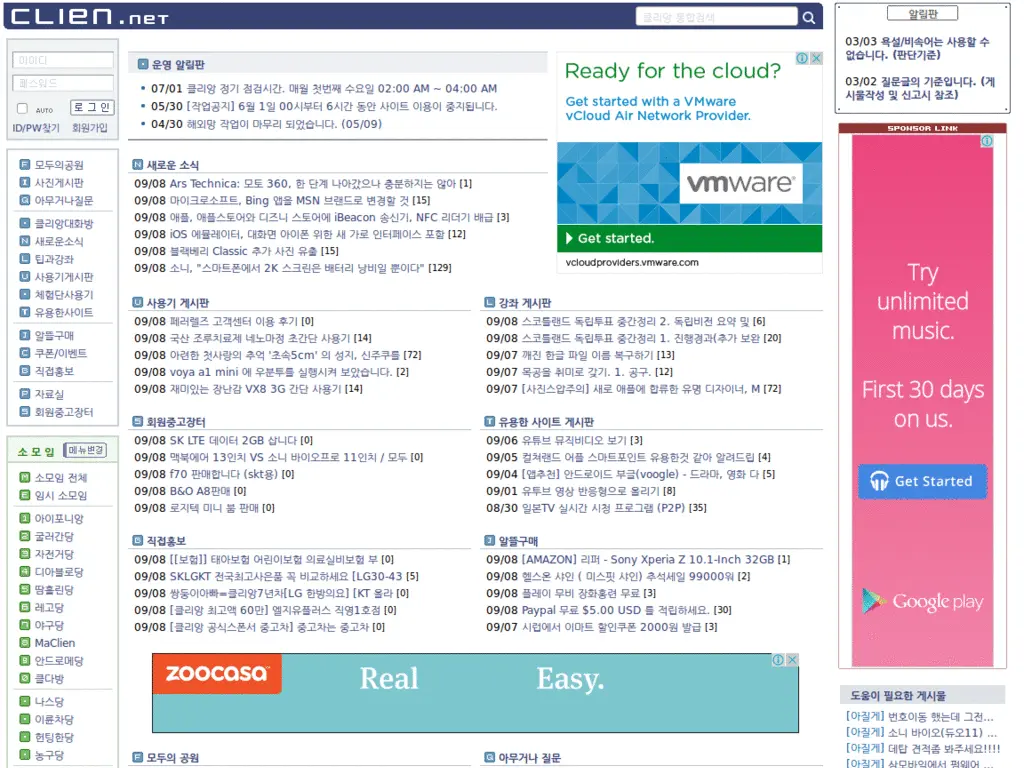 CLIEN.NET
클리앙 통합검색
아이디
패스워드
AUTO
로 그 인
ID/PW찾기 회원가입
모두의공원
사진게시판
아무거나질문
클리앙대화방
새로운소식
팁과강좌
사용기게시판
체험단사용기
유용한사이트
알뜰구매
쿠폰/이벤트
직접홍보
자료실
회원중고장터
소 모 임 메뉴변경
소모임 전체
임시 소모임
아이포니앙
굴러간당
자전거당
디아블로당
땀흘린당
레고당
야구당
MaClien
안드로메당
클다방
나스당
이륜차당
헌팅한당
농구당
운영 알림판
07/01 클리앙 정기 점검시간. 매월 첫번째 수요일 02:00 AM ~ 04:00 AM
05/30 [작업공지] 6월 1일 00시부터 6시간 동안 사이트 이용이 중지됩니다.
04/30 해외망 작업이 마무리 되었습니다. (05/09)
새로운 소식
09/08 Ars Technica: 모토 360, 한 단계 나아갔으나 충분하지는 않아 [1]
09/08 마이크로소프트, Bing 앱을 MSN 브랜드로 변경할 것 [15]
09/08 애플, 애플스토어와 디즈니 스토어에 iBeacon 송신기, NFC 리더기 배급 [3]
09/08 iOS 에뮬레이터, 대화면 아이폰 위한 새 가로 인터페이스 포함 [12]
09/08 블랙베리 Classic 추가 사진 유출 [15]
09/08 소니, "스마트폰에서 2K 스크린은 배터리 낭비일 뿐이다" [129]
Ready for the cloud?
Get started with a VMware
vCloud Air Network Provider.
vmware®
Get started.
vcloudproviders.vmware.com
사용기 게시판
09/08 페러렐즈 고객센터 이용 후기 [0]
09/08 국산 조루치료제 네노마정 초간단 사용기 [14]
09/08 아련한 첫사랑의 추억 '초속5cm' 의 성지, 신주쿠를 [72]
09/08 voya a1 mini 에 우분투를 실행시켜 보았습니다. [2]
09/08 재미있는 장난감 VX8 3G 간단 사용기 [14]
강좌 게시판
09/08 스코틀랜드 독립투표 중간정리 2. 독립비전 요약 및 [6]
09/08 스코틀랜드 독립투표 중간정리 1. 진행경과(추가 보완 [20]
09/07 깨진 한글 파일 이름 복구하기 [13]
09/07 목공을 취미로 갖기. 1. 공구. [12]
09/07 [사진스압주의] 새로 애플에 합류한 유명 디자이너, M [72]
회원중고장터
09/08 SK LTE 데이터 2GB 삽니다 [0]
09/08 맥북에어 13인치 VS 소니 바이오프로 11인치 / 모두 [0]
09/08 f70 판매합니다 (skt용) [0]
09/08 B&O A8판매 [0]
09/08 로지텍 미니 붐 판매 [0]
유용한 사이트 게시판
09/06 유튜브 뮤직비디오 보기 [3]
09/05 컬쳐랜드 어플 스마트포인트 유용한것 같아 알려드립 [4]
09/04 [앱추천] 안드로이드 부글(voogle) - 드라마, 영화 다 [5]
09/01 유튜브 영상 반응형으로 올리기 [8]
08/30 일본TV 실시간 시청 프로그램 (P2P) [35]
직접홍보
09/08 [[보험]] 태아보험 어린이보험 의료실비보험 부 [0]
09/08 SKLGKT 전국최고사은품 꼭 비교하세요 [LG30-43 [5]
09/08 쌍둥이아빠=클리앙7년차[LG 한방의요] [KT 올라 [0]
09/08 [클리앙 최고액 60만] 엘지유플러스 직영1호점 [0]
09/08 [클리앙 공식스폰서 중고차] 중고차는 중고차 [0]
알뜰구매
09/08 [AMAZON] 리퍼 - Sony Xperia Z 10.1-Inch 32GB [1]
09/08 헬스온 샤인 ( 미스핏 샤인) 추석세일 99000원 [2]
09/08 플레이 무비 장화홍련 무료 [3]
09/08 Paypal 무료 $5.00 USD 를 적립하세요. [30]
09/07 시럽에서 이마트 할인쿠폰 2000원 발급 [3]
zoocasa™
Real Easy.
모두의 공원
아무거나 질문
알림판
03/03 욕설/비속어는 사용할 수
없습니다. (판단기준)
03/02 질문글의 기준입니다. (게
시물작성 및 신고시 참조)
SPONSOR LINK
Try
unlimited
music.
First 30 days
on us.
Get Started
Google play
도움이 필요한 게시물
[아질게] 번호이동 했는데 그전...
[아질게] 소니 바이오(듀오11) ...
[아질게] 데탑 견적좀 봐주세요!!!!
[아질게] 삼모바일에서 펌웨어 ...